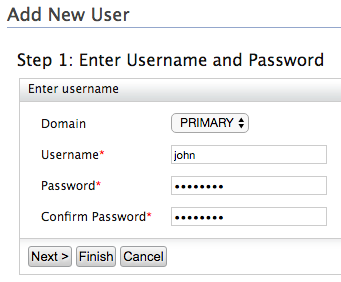 Add New User
Step 1: Enter Username and Password
Enter username
Domain PRIMARY
Username* john
Password* ••••••••
Confirm Password* ••••••••
Next > Finish Cancel